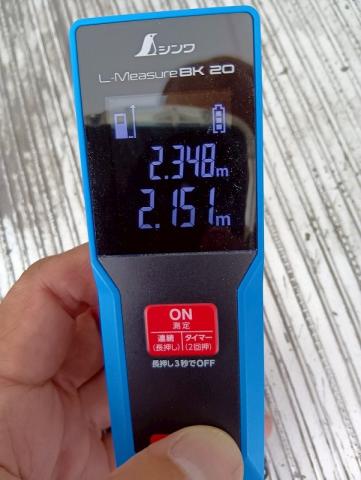 シンワ
L-Measure BK 20
2.348m
2.151m
ON
測定
連続 タイマー
(長押し) (2回押)
長押し3秒でOFF